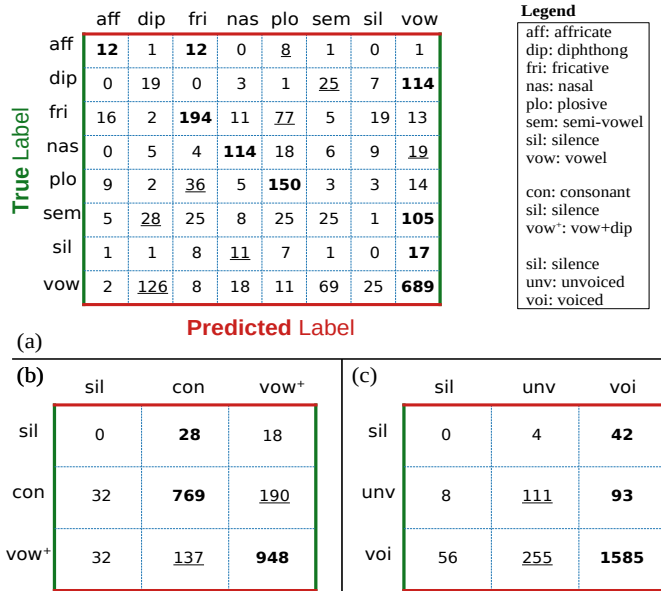 aff dip fri nas plo sem sil vow
aff 12 1 12 0 8 1 0 1
dip 0 19 0 3 1 25 7 114
fri 16 2 194 11 77 5 19 13
nas 0 5 4 114 18 6 9 19
plo 9 2 36 5 150 3 3 14
sem 5 28 25 8 25 25 1 105
sil 1 1 8 11 7 1 0 17
vow 2 126 8 18 11 69 25 689
True Label
Predicted Label
(a)
Legend
aff: affricate
dip: diphthong
fri: fricative
nas: nasal
plo: plosive
sem: semi-vowel
sil: silence
vow: vowel
con: consonant
sil: silence
vow⁺: vow+dip
sil: silence
unv: unvoiced
voi: voiced
(b)
sil con vow⁺
sil 0 28 18
con 32 769 190
vow⁺ 32 137 948
(c)
sil unv voi
sil 0 4 42
unv 8 111 93
voi 56 255 1585